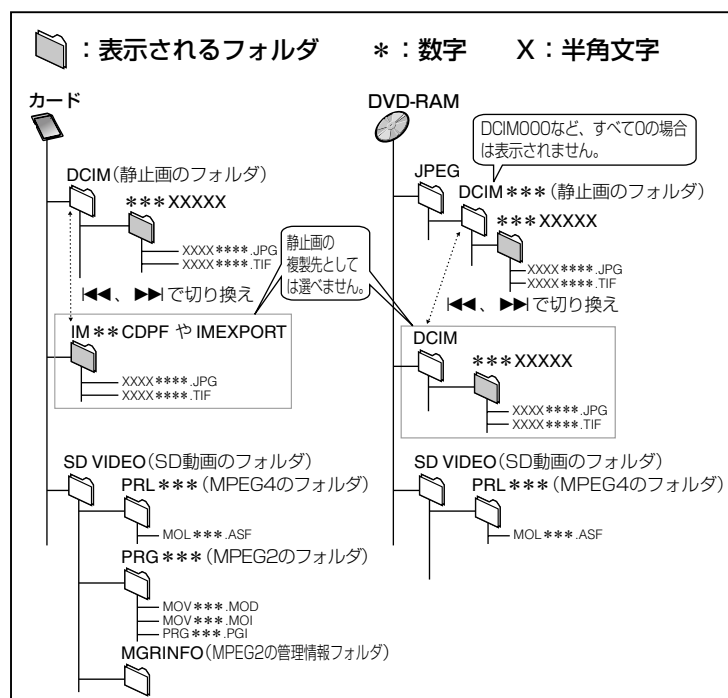 ：表示されるフォルダ　＊：数字　X：半角文字
カード
DCIM（静止画のフォルダ）
＊＊＊XXXXX
XXXX＊＊＊＊.JPG
XXXX＊＊＊＊.TIF
静止画の
複製先として
は選べません。
|◀◀、▶▶|で切り換え
IM＊＊CDPF や IMEXPORT
XXXX＊＊＊＊.JPG
XXXX＊＊＊＊.TIF
SD VIDEO（SD動画のフォルダ）
PRL＊＊＊（MPEG4のフォルダ）
MOL＊＊＊.ASF
PRG＊＊＊（MPEG2のフォルダ）
MOV＊＊＊.MOD
MOV＊＊＊.MOI
PRG＊＊＊.PGI
MGRINFO（MPEG2の管理情報フォルダ）
DVD-RAM
DCIM000など、すべて0の場合
は表示されません。
JPEG
DCIM＊＊＊（静止画のフォルダ）
＊＊＊XXXXX
XXXX＊＊＊＊.JPG
XXXX＊＊＊＊.TIF
|◀◀、▶▶|で切り換え
DCIM
＊＊＊XXXXX
XXXX＊＊＊＊.JPG
XXXX＊＊＊＊.TIF
SD VIDEO（SD動画のフォルダ）
PRL＊＊＊（MPEG4のフォルダ）
MOL＊＊＊.ASF